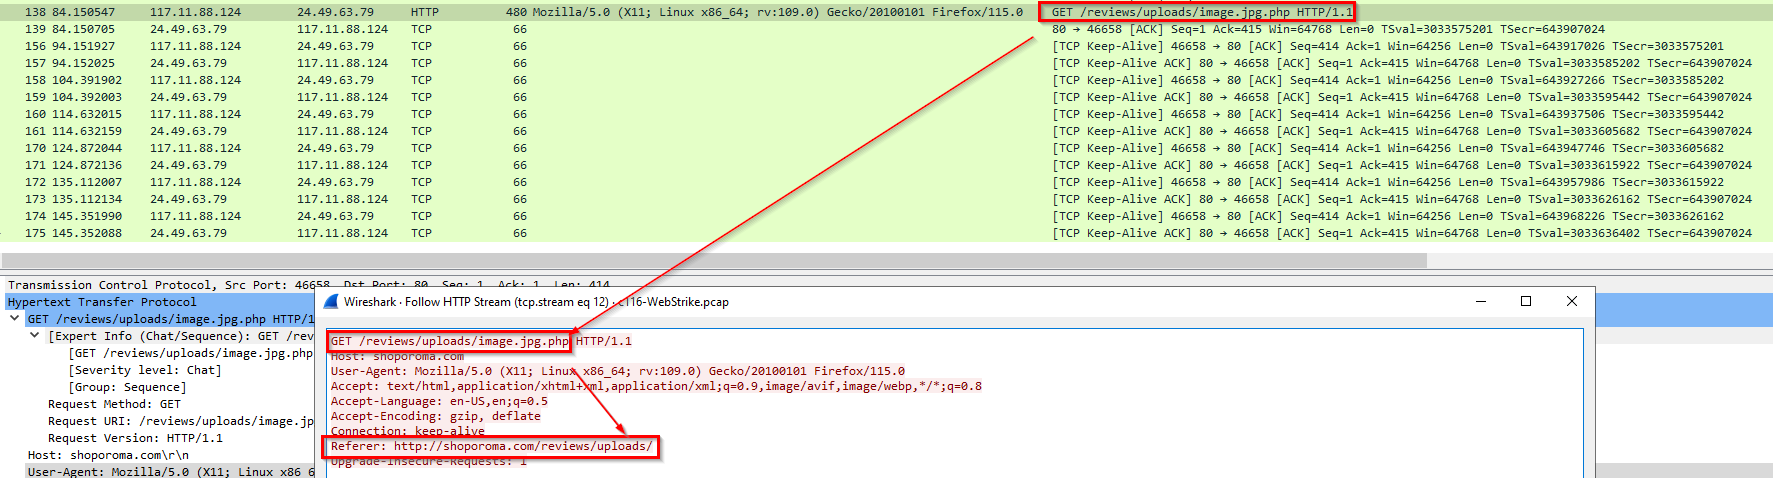 138 84.150547 117.11.88.124 24.49.63.79 HTTP 480 Mozilla/5.0 (X11; Linux x86_64; rv:109.0) Gecko/20100101 Firefox/115.0 GET /reviews/uploads/image.jpg.php HTTP/1.1
139 84.150705 24.49.63.79 117.11.88.124 TCP 66 80 → 46658 [ACK] Seq=1 Ack=415 Win=64768 Len=0 TSval=3033575201 TSecr=643907024
156 94.151927 117.11.88.124 24.49.63.79 TCP 66 [TCP Keep-Alive] 46658 → 80 [ACK] Seq=414 Ack=1 Win=64256 Len=0 TSval=643917026 TSecr=3033575201
157 94.152025 24.49.63.79 117.11.88.124 TCP 66 [TCP Keep-Alive ACK] 80 → 46658 [ACK] Seq=1 Ack=415 Win=64768 Len=0 TSval=3033585202 TSecr=643907024
158 104.391902 117.11.88.124 24.49.63.79 TCP 66 [TCP Keep-Alive] 46658 → 80 [ACK] Seq=414 Ack=1 Win=64256 Len=0 TSval=643927266 TSecr=3033585202
159 104.392003 24.49.63.79 117.11.88.124 TCP 66 [TCP Keep-Alive ACK] 80 → 46658 [ACK] Seq=1 Ack=415 Win=64768 Len=0 TSval=3033595442 TSecr=643907024
160 114.632015 117.11.88.124 24.49.63.79 TCP 66 [TCP Keep-Alive] 46658 → 80 [ACK] Seq=414 Ack=1 Win=64256 Len=0 TSval=643937506 TSecr=3033595442
161 114.632159 24.49.63.79 117.11.88.124 TCP 66 [TCP Keep-Alive ACK] 80 → 46658 [ACK] Seq=1 Ack=415 Win=64768 Len=0 TSval=3033605682 TSecr=643907024
170 124.872044 117.11.88.124 24.49.63.79 TCP 66 [TCP Keep-Alive] 46658 → 80 [ACK] Seq=414 Ack=1 Win=64256 Len=0 TSval=643947746 TSecr=3033605682
171 124.872136 24.49.63.79 117.11.88.124 TCP 66 [TCP Keep-Alive ACK] 80 → 46658 [ACK] Seq=1 Ack=415 Win=64768 Len=0 TSval=3033615922 TSecr=643907024
172 135.112007 117.11.88.124 24.49.63.79 TCP 66 [TCP Keep-Alive] 46658 → 80 [ACK] Seq=414 Ack=1 Win=64256 Len=0 TSval=643957986 TSecr=3033615922
173 135.112134 24.49.63.79 117.11.88.124 TCP 66 [TCP Keep-Alive ACK] 80 → 46658 [ACK] Seq=1 Ack=415 Win=64768 Len=0 TSval=3033626162 TSecr=643907024
174 145.351990 117.11.88.124 24.49.63.79 TCP 66 [TCP Keep-Alive] 46658 → 80 [ACK] Seq=414 Ack=1 Win=64256 Len=0 TSval=643968226 TSecr=3033626162
175 145.352088 24.49.63.79 117.11.88.124 TCP 66 [TCP Keep-Alive ACK] 80 → 46658 [ACK] Seq=1 Ack=415 Win=64768 Len=0 TSval=3033636402 TSecr=643907024
Transmission Control Protocol, Src Port: 46658, Dst Port: 80, Seq: 1, Ack: 1, Len: 414
Hypertext Transfer Protocol
GET /reviews/uploads/image.jpg.php HTTP/1
[Expert Info (Chat/Sequence): GET /rev
[GET /reviews/uploads/image.jpg.php
[Severity level: Chat]
[Group: Sequence]
Request Method: GET
Request URI: /reviews/uploads/image.jp
Request Version: HTTP/1.1
Host: shoporoma.com\r\n
User-Agent: Mozilla/5.0 (X11; Linux x86 6
Wireshark · Follow HTTP Stream (tcp.stream eq 12) · c116-WebStrike.pcap
GET /reviews/uploads/image.jpg.php HTTP/1.1
Host: shoporoma.com
User-Agent: Mozilla/5.0 (X11; Linux x86_64; rv:109.0) Gecko/20100101 Firefox/115.0
Accept: text/html,application/xhtml+xml,application/xml;q=0.9,image/avif,image/webp,*/*;q=0.8
Accept-Language: en-US,en;q=0.5
Accept-Encoding: gzip, deflate
Connection: keep-alive
Referer: http://shoporoma.com/reviews/uploads/
Upgrade-Insecure-Requests: 1